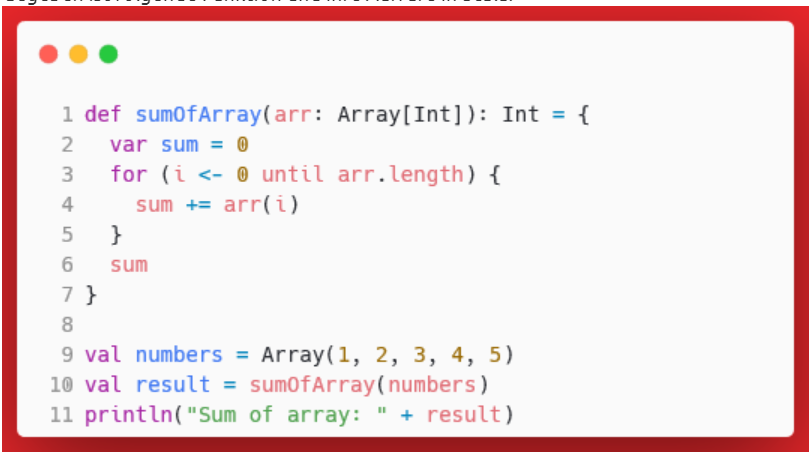 1 def sumOfArray(arr: Array[Int]): Int = {
2   var sum = 0
3   for (i <- 0 until arr.length) {
4     sum += arr(i)
5   }
6   sum
7 }
8
9 val numbers = Array(1, 2, 3, 4, 5)
10 val result = sumOfArray(numbers)
11 println("Sum of array: " + result)